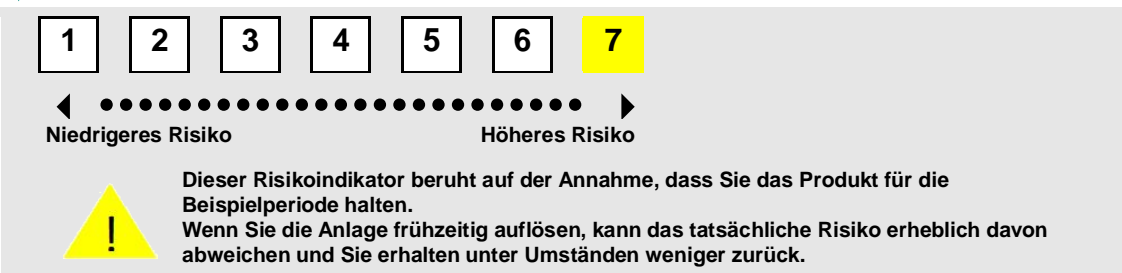 1 2 3 4 5 6 7
Niedrigeres Risiko Höheres Risiko
Dieser Risikoindikator beruht auf der Annahme, dass Sie das Produkt für die
Beispielperiode halten.
Wenn Sie die Anlage frühzeitig auflösen, kann das tatsächliche Risiko erheblich davon
abweichen und Sie erhalten unter Umständen weniger zurück.
!